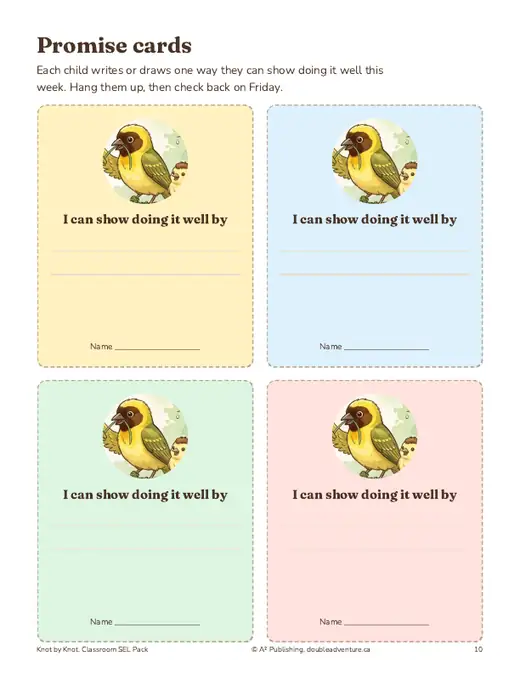 Promise cards
Each child writes or draws one way they can show doing it well this
week. Hang them up, then check back on Friday.
I can show doing it well by
I can show doing it well by
Name
Name
I can show doing it well by
I can show doing it well by
Name
Name
Knot by Knot. Classroom SEL Pack
© A² Publishing, doubleadventure.ca
10